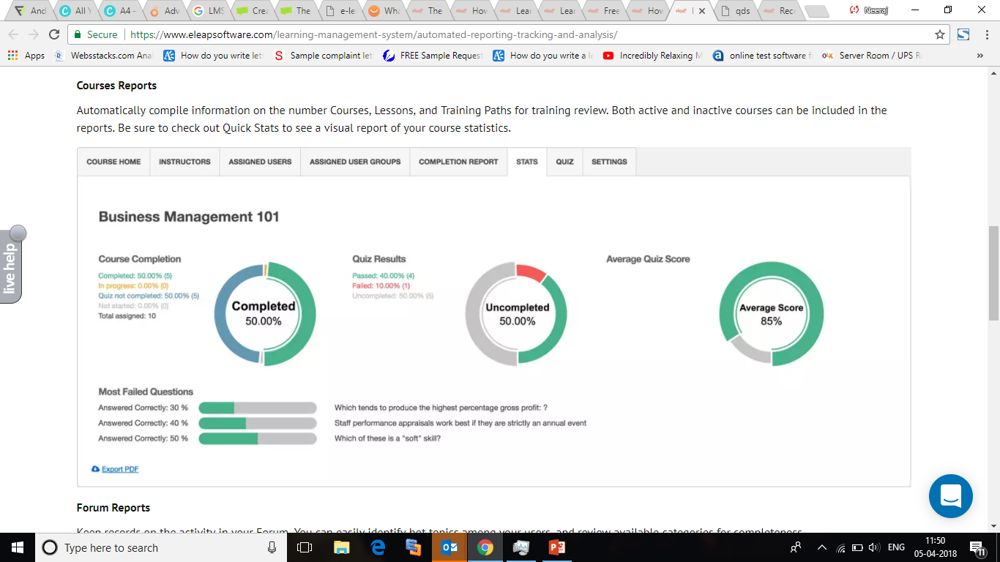 And
All Y
A4 -
Adv
LMS
Crea
The
e-le
Wha
The
How
Lear
Lear
Free
How
qds
Rec
Neeraj
Secure
https://www.eleapsoftware.com/learning-management-system/automated-reporting-tracking-and-analysis/
Apps
Websstacks.com Ana
How do you write let
Sample complaint let
FREE Sample Request
How do you write a le
Incredibly Relaxing M
online test software f
Server Room / UPS R
»
Courses Reports
Automatically compile information on the number Courses, Lessons, and Training Paths for training review. Both active and inactive courses can be included in the
reports. Be sure to check out Quick Stats to see a visual report of your course statistics.
COURSE HOME INSTRUCTORS ASSIGNED USERS ASSIGNED USER GROUPS COMPLETION REPORT STATS QUIZ SETTINGS
Business Management 101
Course Completion
Completed: 50.00% (5)
In progress: 0.00% (0)
Quiz not completed: 50.00% (5)
Not started: 0.00% (0)
Total assigned: 10
Completed
50.00%
Quiz Results
Passed: 40.00% (4)
Failed: 10.00% (1)
Uncompleted: 50.00% (5)
Uncompleted
50.00%
Average Quiz Score
Average Score
85%
Most Failed Questions
Answered Correctly: 30 % Which tends to produce the highest percentage gross profit: ?
Answered Correctly: 40 % Staff performance appraisals work best if they are strictly an annual event
Answered Correctly: 50 % Which of these is a "soft" skill?
Export PDF
live help
Forum Reports
Keep records on the activity in your Forum. You can easily identify hot topics among your users, and review available categories for completeness.
Type here to search
ENG
11:50
05-04-2018
11